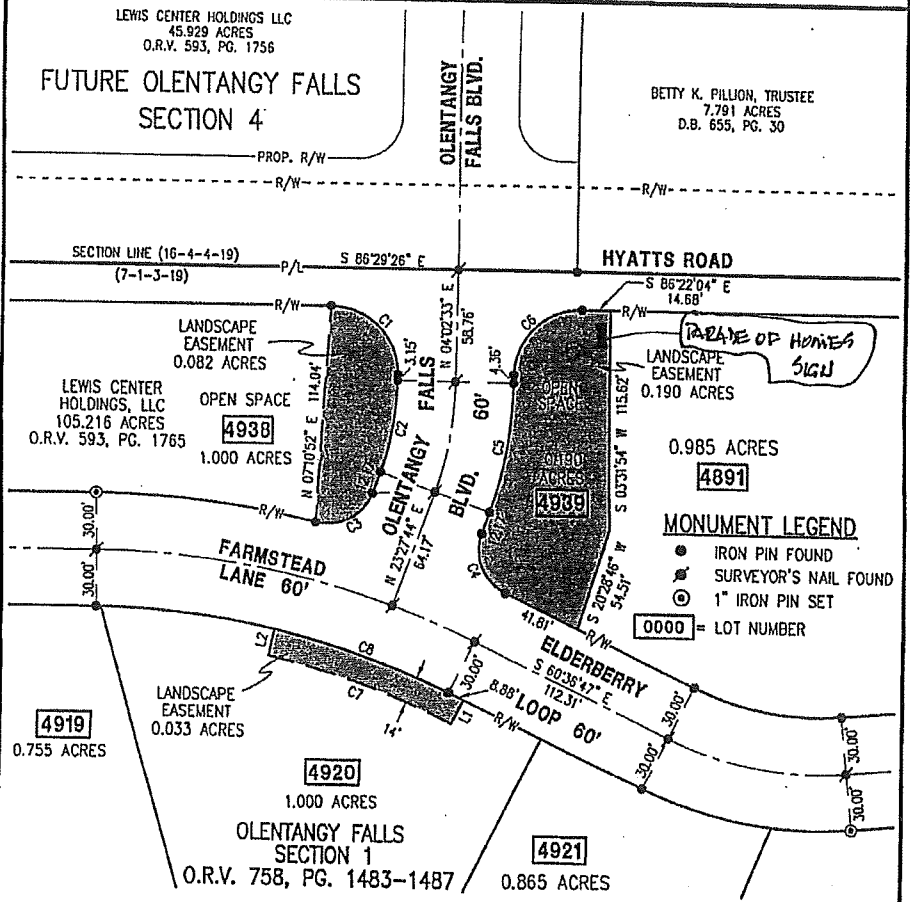 LEWIS CENTER HOLDINGS LLC
45.929 ACRES
O.R.V. 593, PG. 1756
FUTURE OLENTANGY FALLS
SECTION 4
OLENTANGY
FALLS BLVD.
BETTY K. PILLION, TRUSTEE
7.791 ACRES
D.B. 655, PG. 30
PROP. R/W
R/W
R/W
SECTION LINE (16-4-4-19)
(7-1-3-19)
P/L
S 86°29'26" E
HYATTS ROAD
S 86°22'04" E
14.68'
R/W
R/W
C1
C6
N 04°02'33" E
58.76'
PARADE OF HOMES
SIGN
LANDSCAPE
EASEMENT
0.082 ACRES
3.15'
4.36'
LANDSCAPE
EASEMENT
0.190 ACRES
OPEN
SPACE
LEWIS CENTER
HOLDINGS, LLC
105.216 ACRES
O.R.V. 593, PG. 1765
OPEN SPACE
4938
1.000 ACRES
N 07°10'52" E 114.04'
C2
OLENTANGY FALLS
BLVD.
60'
C5
S 03°31'54" W 115.62'
0.190
ACRES
4939
0.985 ACRES
4891
R/W
C3
N 23°27'44" E
64.17'
C4
S 20°28'46" W
54.51'
MONUMENT LEGEND
IRON PIN FOUND
SURVEYOR'S NAIL FOUND
1" IRON PIN SET
0000 = LOT NUMBER
30.00'
30.00'
FARMSTEAD
LANE 60'
41.81'
R/W
ELDERBERRY
LOOP 60'
S 60°36'47" E
112.31'
L2
C8
C7
14'
L1
30.00'
8.88'
R/W
30.00'
30.00'
30.00'
30.00'
LANDSCAPE
EASEMENT
0.033 ACRES
4919
0.755 ACRES
4920
1.000 ACRES
OLENTANGY FALLS
SECTION 1
O.R.V. 758, PG. 1483-1487
4921
0.865 ACRES